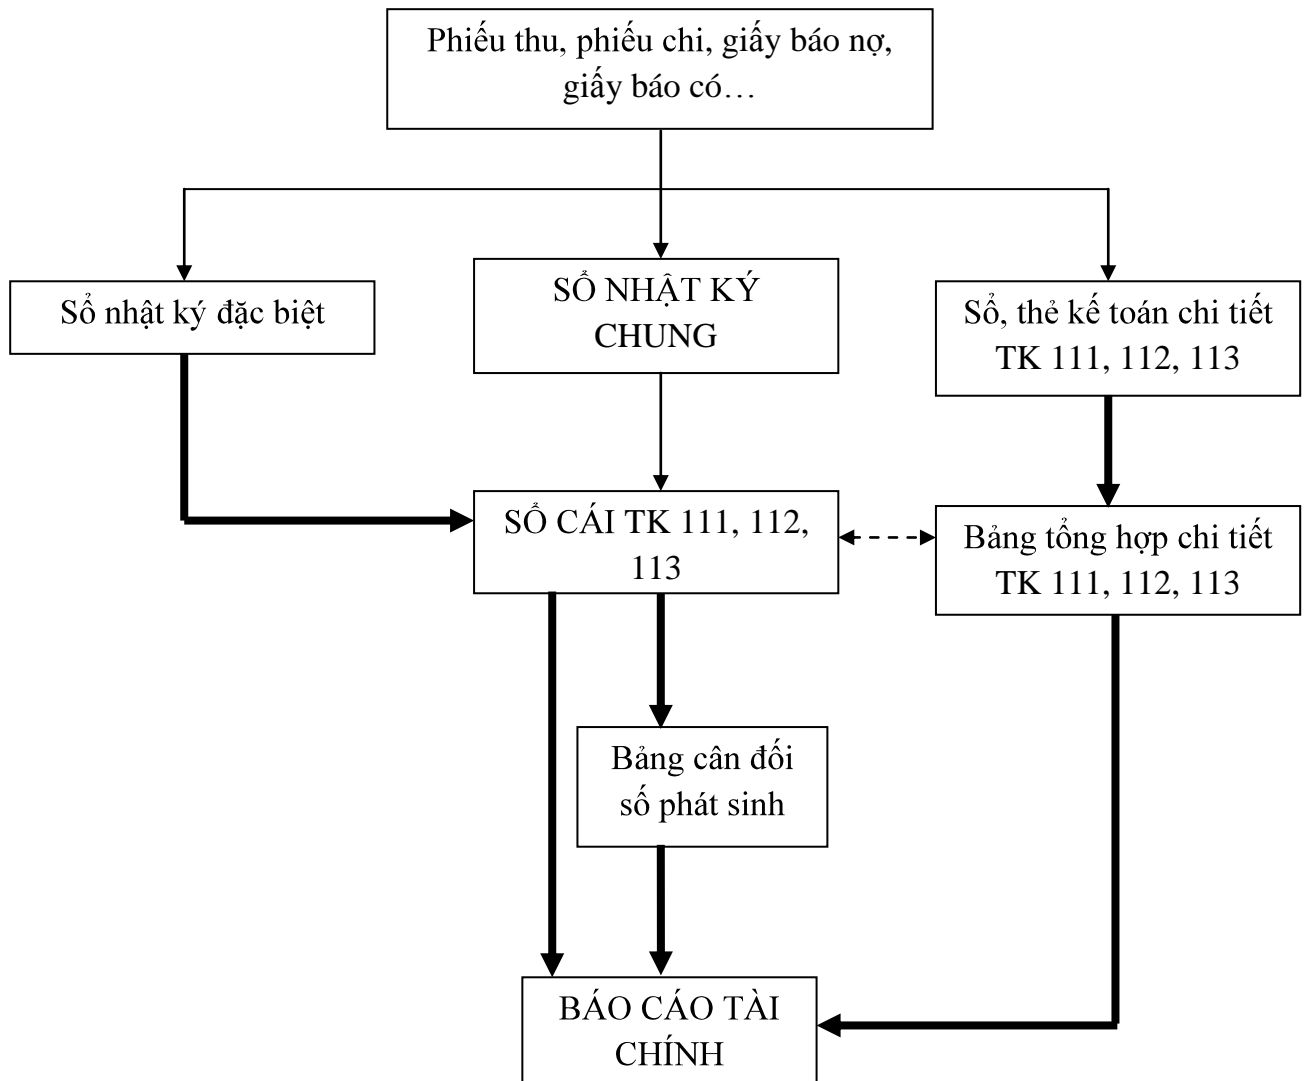 Phiếu thu, phiếu chi, giấy báo nợ,
giấy báo có…
Sổ nhật ký đặc biệt
SỔ NHẬT KÝ
CHUNG
Sổ, thẻ kế toán chi tiết
TK 111, 112, 113
SỔ CÁI TK 111, 112,
113
Bảng tổng hợp chi tiết
TK 111, 112, 113
Bảng cân đối
số phát sinh
BÁO CÁO TÀI
CHÍNH